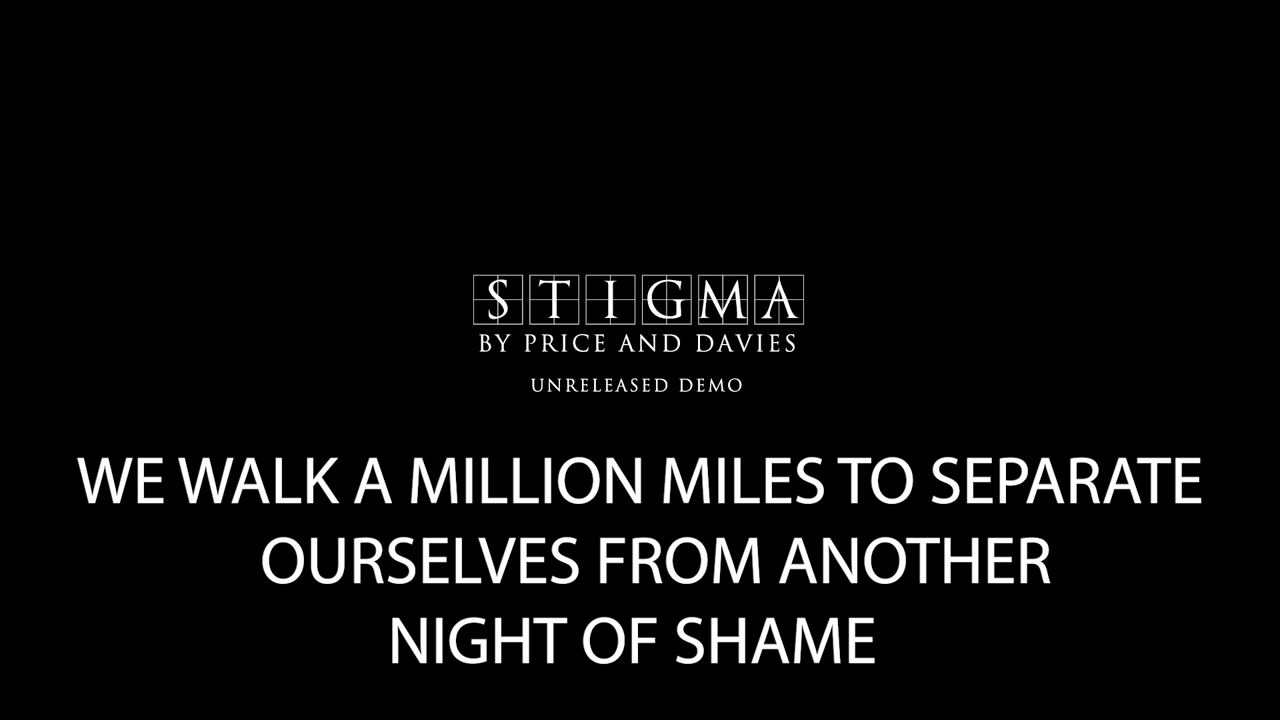 STIGMA
BY PRICE AND DAVIES
UNRELEASED DEMO
WE WALK A MILLION MILES TO SEPARATE
OURSELVES FROM ANOTHER
NIGHT OF SHAME